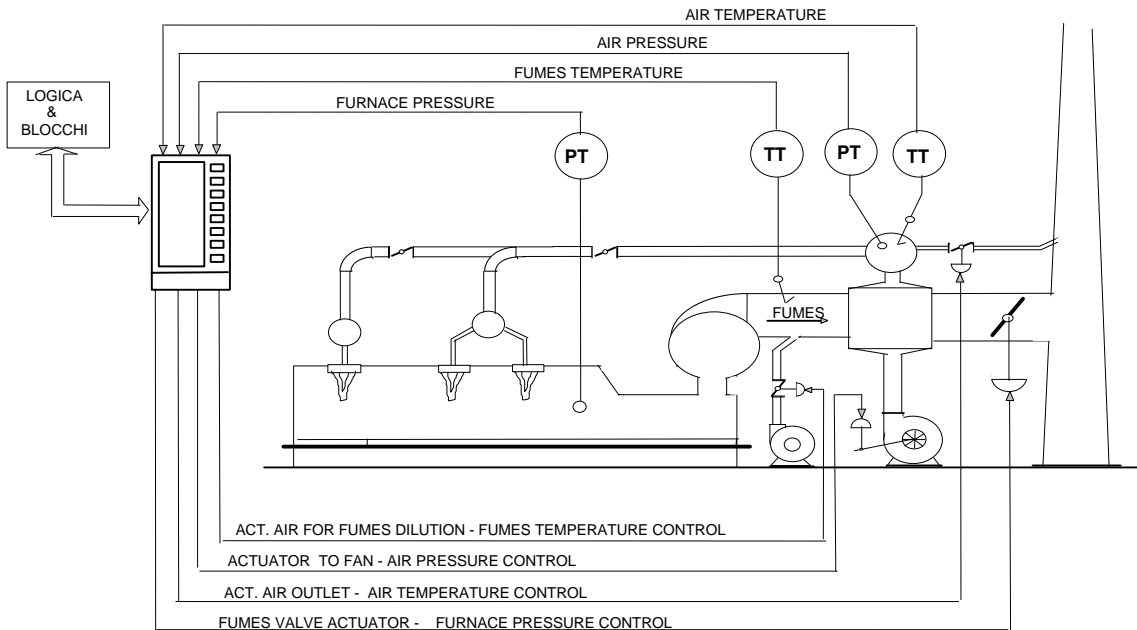 AIR TEMPERATURE
AIR PRESSURE
FUMES TEMPERATURE
LOGICA
&
BLOCCHI
FURNACE PRESSURE
PT
TT
PT
TT
FUMES
ACT. AIR FOR FUMES DILUTION - FUMES TEMPERATURE CONTROL
ACTUATOR TO FAN - AIR PRESSURE CONTROL
ACT. AIR OUTLET - AIR TEMPERATURE CONTROL
FUMES VALVE ACTUATOR - FURNACE PRESSURE CONTROL